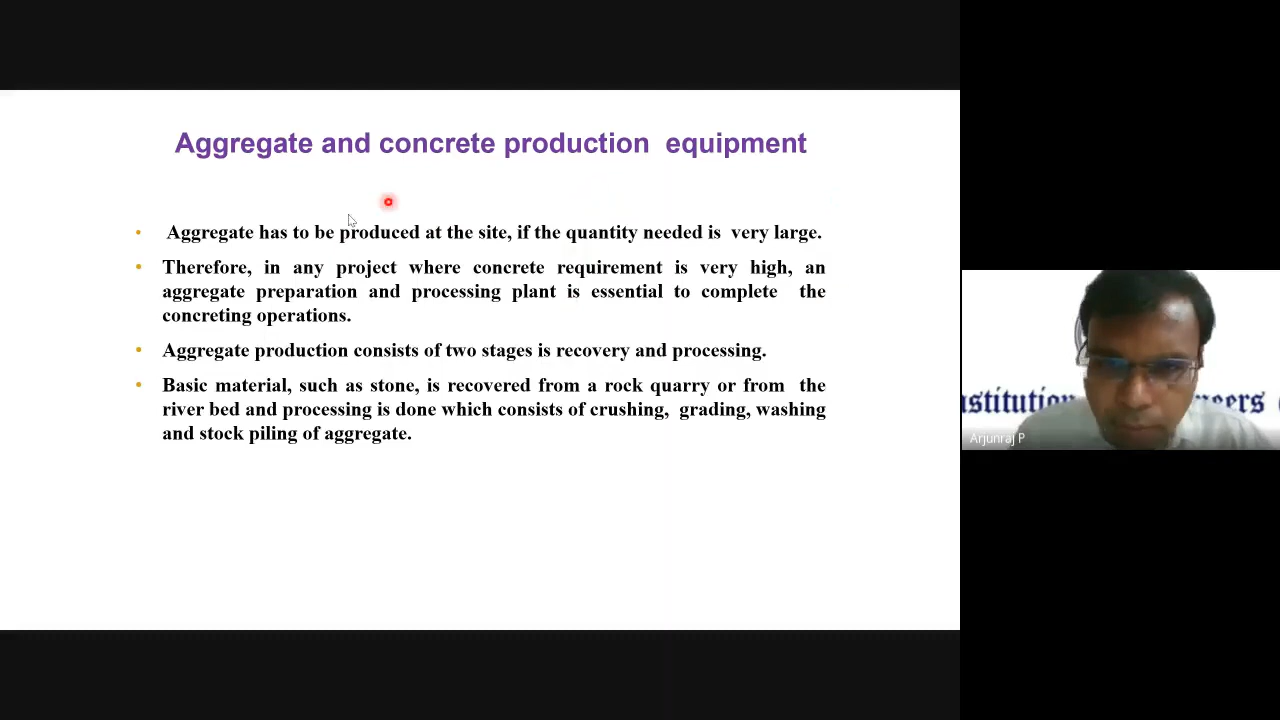 Aggregate and concrete production equipment
• Aggregate has to be produced at the site, if the quantity needed is very large.
• Therefore, in any project where concrete requirement is very high, an
aggregate preparation and processing plant is essential to complete the
concreting operations.
• Aggregate production consists of two stages is recovery and processing.
• Basic material, such as stone, is recovered from a rock quarry or from the
river bed and processing is done which consists of crushing, grading, washing
and stock piling of aggregate.
Arjunraj P